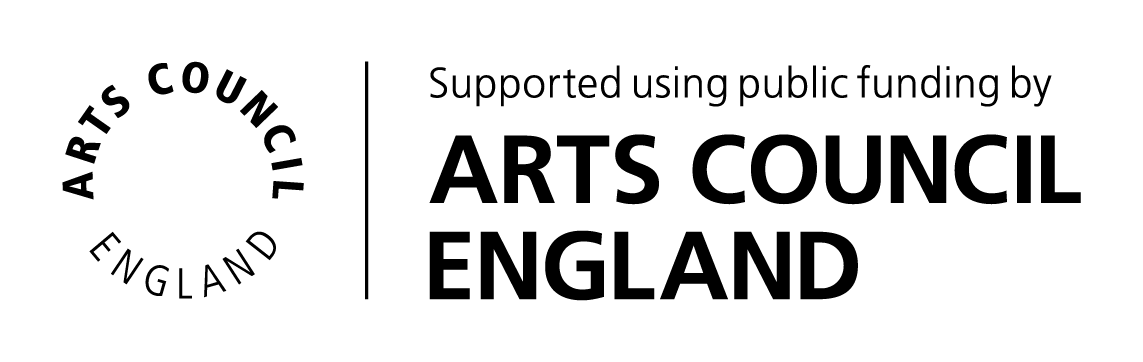 ARTS COUNCIL
ENGLAND
Supported using public funding by
ARTS COUNCIL
ENGLAND